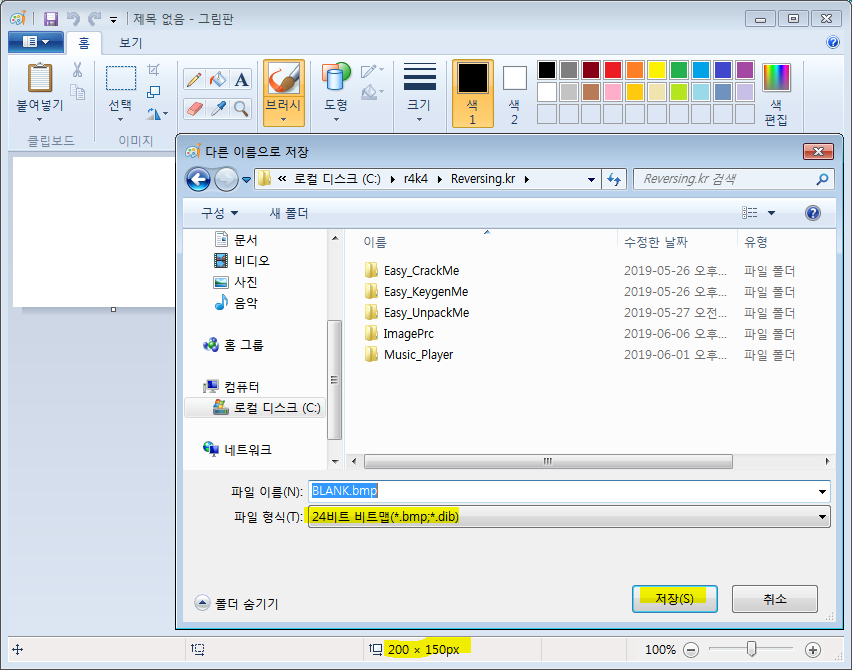 제목 없음 - 그림판
홈
보기
붙여넣기
선택
A
브러시
도형
크기
색
1
색
2
색
편집
클립보드
이미지
다른 이름으로 저장
« 로컬 디스크 (C:) ▸ r4k4 ▸ Reversing.kr ▸
Reversing.kr 검색
구성 ▼
새 폴더
문서
비디오
사진
음악
홈 그룹
컴퓨터
로컬 디스크 (C:)
네트워크
이름
수정한 날짜
유형
Easy_CrackMe 2019-05-26 오후... 파일 폴더
Easy_KeygenMe 2019-05-26 오후... 파일 폴더
Easy_UnpackMe 2019-05-27 오전... 파일 폴더
ImagePrc 2019-06-06 오후... 파일 폴더
Music_Player 2019-06-01 오후... 파일 폴더
파일 이름(N): BLANK.bmp
파일 형식(T): 24비트 비트맵(*.bmp;*.dib)
폴더 숨기기
저장(S)
취소
200 × 150px
100%